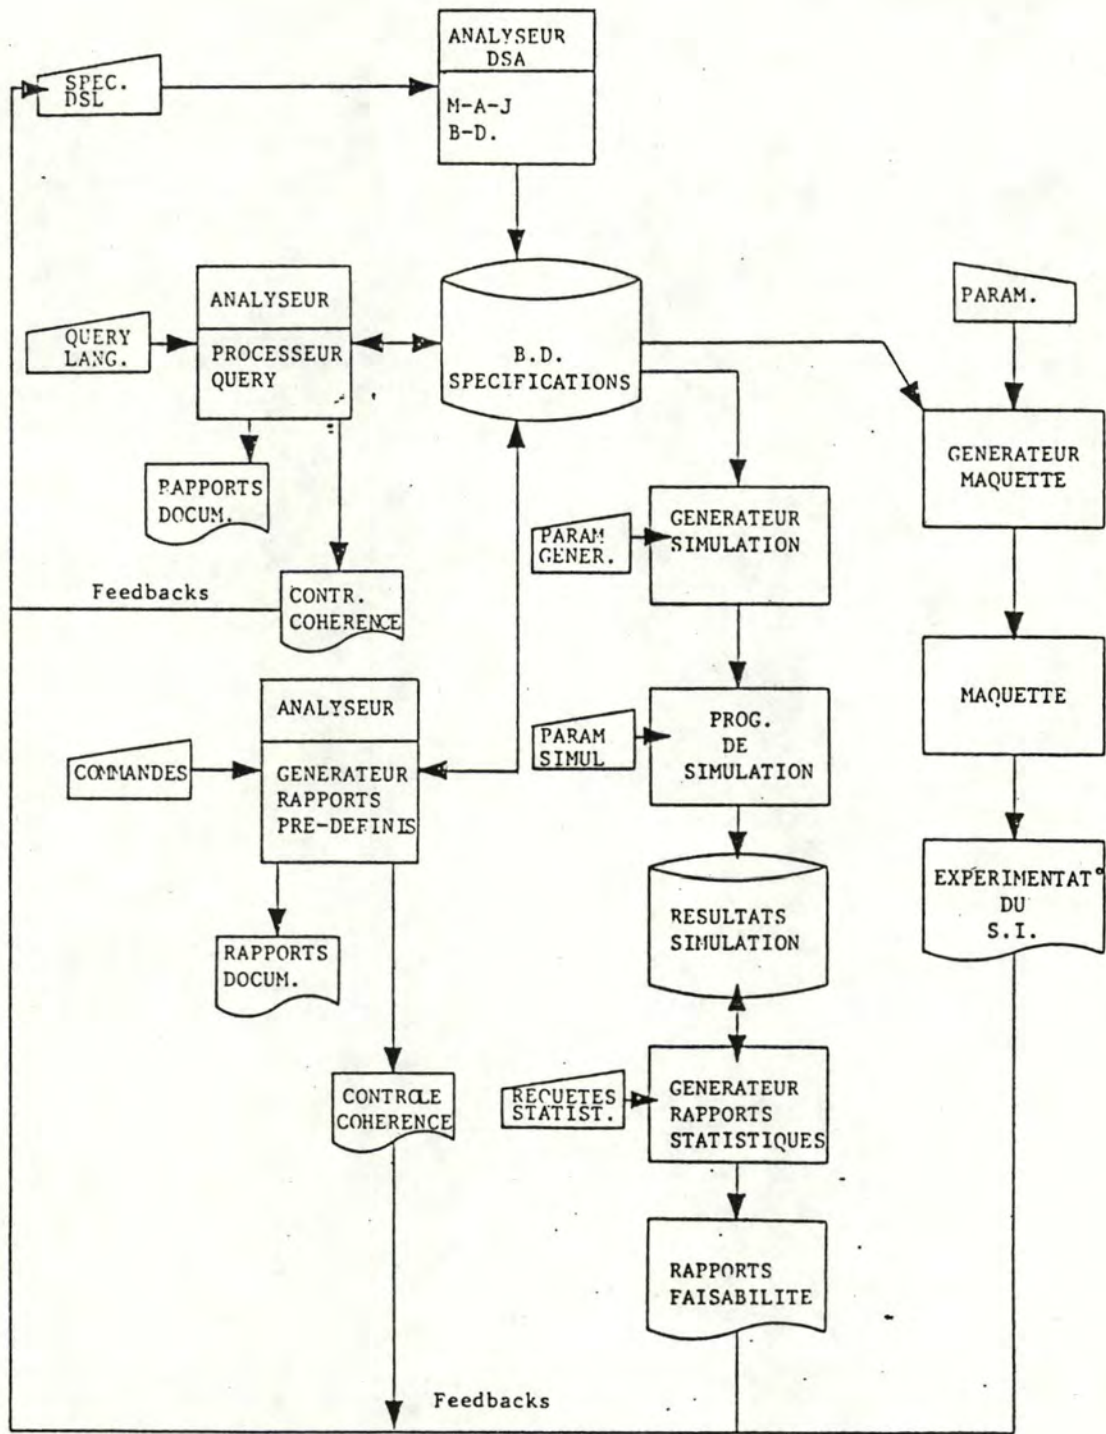 ANALYSEUR
DSA
SPEC.
DSL
M-A-J
B-D.
ANALYSEUR
PARAM.
QUERY
LANG.
PROCESSEUR
QUERY
B.D.
SPECIFICATIONS
GENERATEUR
MAQUETTE
RAPPORTS
DOCUM.
PARAM
GENER.
GENERATEUR
SIMULATION
Feedbacks
CONTR.
COHERENCE
ANALYSEUR
MAQUETTE
COMMANDES
GENERATEUR
RAPPORTS
PRE-DEFINIS
PARAM
SIMUL
PROG.
DE
SIMULATION
EXPERIMENTAT°
DU
S.I.
RESULTATS
SIMULATION
RAPPORTS
DOCUM.
CONTROLE
COHERENCE
REQUETES
STATIST.
GENERATEUR
RAPPORTS
STATISTIQUES
RAPPORTS
FAISABILITE
Feedbacks